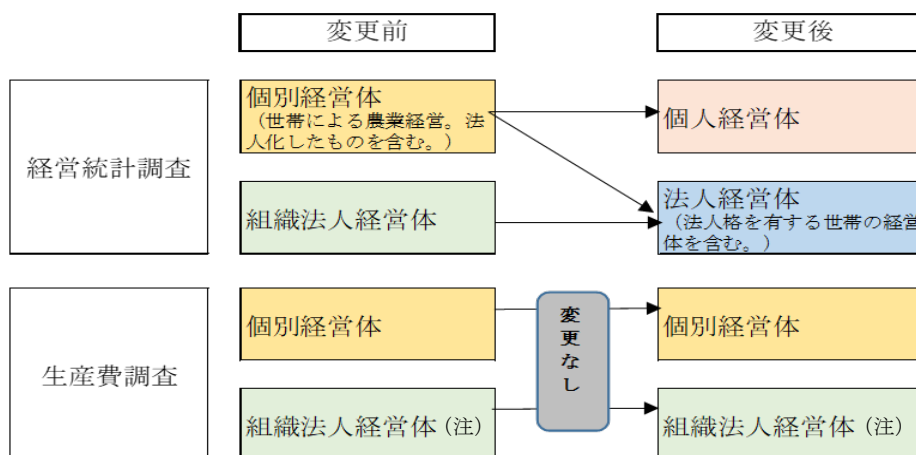 変更前
変更後
経営統計調査
個別経営体
（世帯による農業経営。法
人化したものを含む。）
個人経営体
組織法人経営体
法人経営体
（法人格を有する世帯の経営
体を含む。）
生産費調査
個別経営体
変更なし
個別経営体
組織法人経営体（注）
組織法人経営体（注）